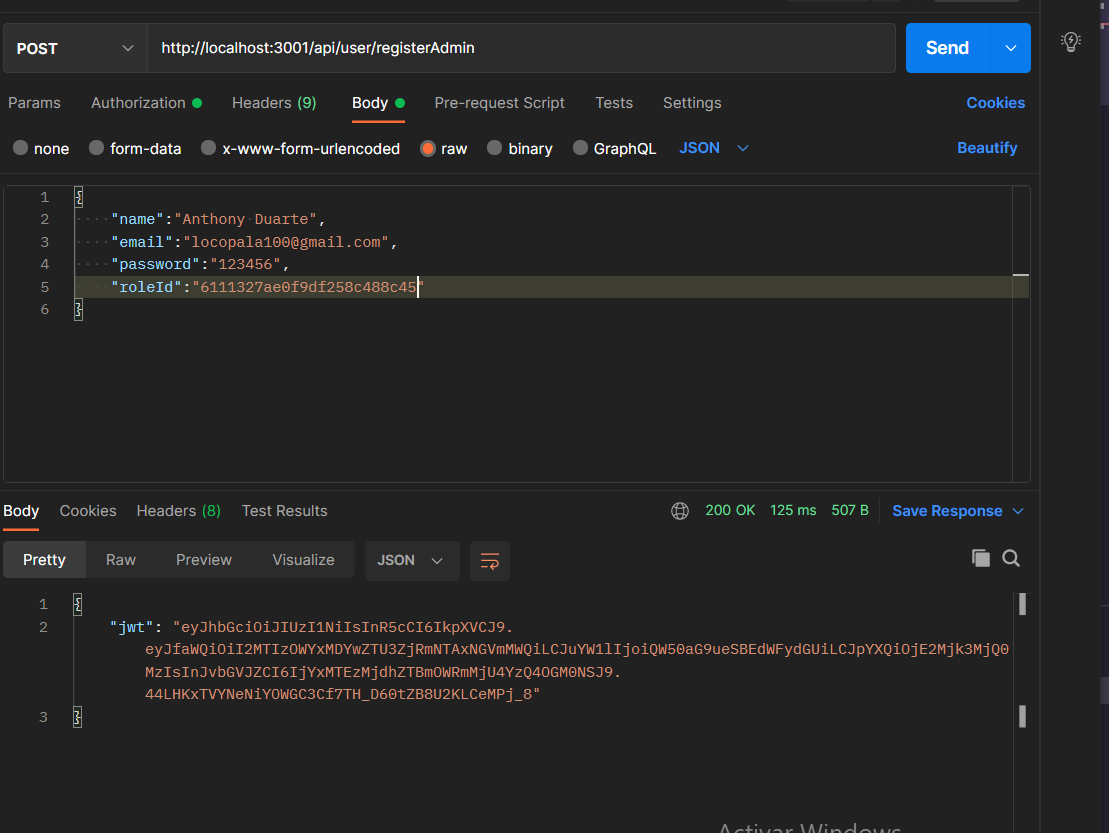 POST
http://localhost:3001/api/user/registerAdmin
Send
Params Authorization Headers (9) Body Pre-request Script Tests Settings Cookies
none form-data x-www-form-urlencoded raw binary GraphQL JSON Beautify
1 {
2 "name":"Anthony Duarte",
3 "email":"locopala100@gmail.com",
4 "password":"123456",
5 "roleId":"6111327ae0f9df258c488c45"
6 }
Body Cookies Headers (8) Test Results 200 OK 125 ms 507 B Save Response
Pretty Raw Preview Visualize JSON
1 {
2 "jwt": "eyJhbGciOiJIUzI1NiIsInR5cCI6IkpXVCJ9.
eyJfaWQiOiI2MTIzOWYxMDYwZTU3ZjRmNTAxNGVmMWQiLCJuYW1lIjoiQW50aG9ueSBEdWFydGUiLCJpYXQiOjE2Mjk3MjQ0
MzIsInJvbGVJZCI6IjYxMTEzMjdhZTBmOWRmMjU4YzQ4OGM0NSJ9.
44LHKxTVYNeNiYOWGC3Cf7TH_D60tZB8U2KLCeMPj_8"
3 }
Activar Windows